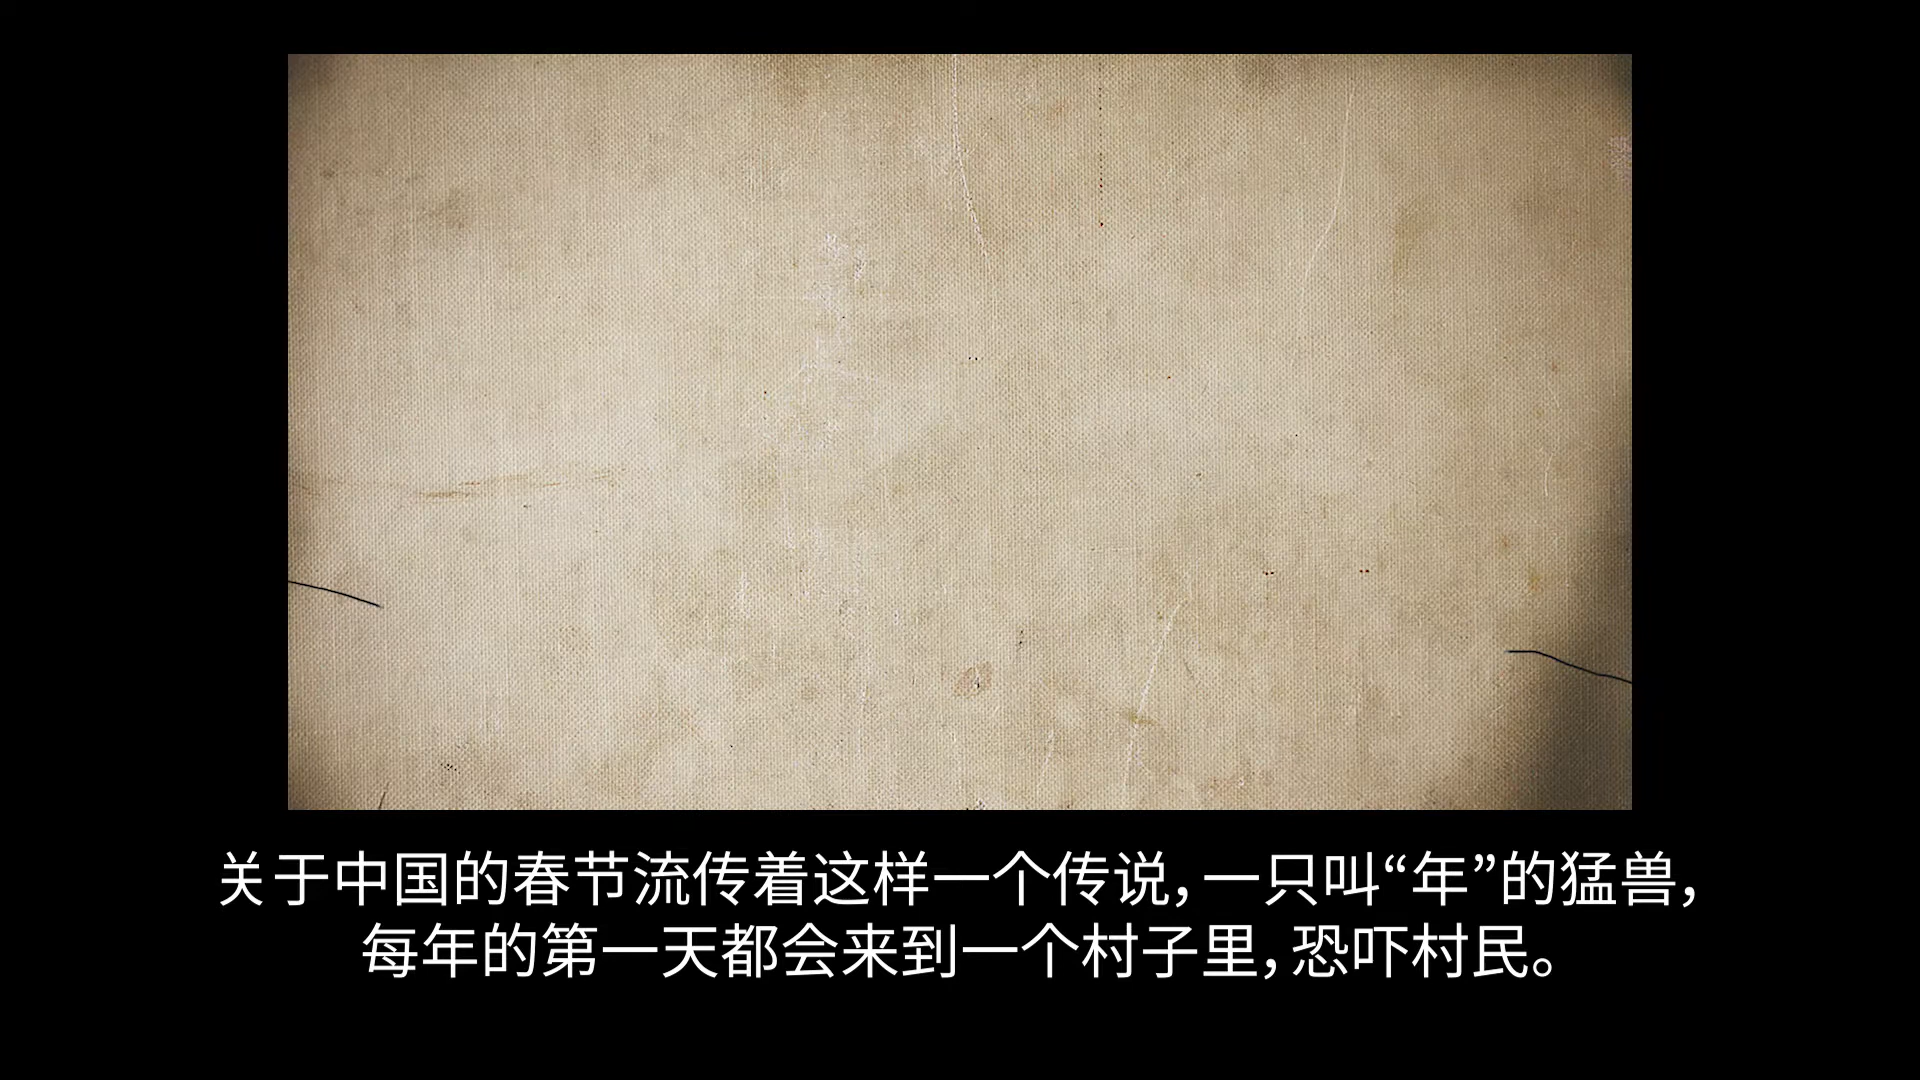 关于中国的春节流传着这样一个传说，一只叫“年”的猛兽，
每年的第一天都会来到一个村子里，恐吓村民。